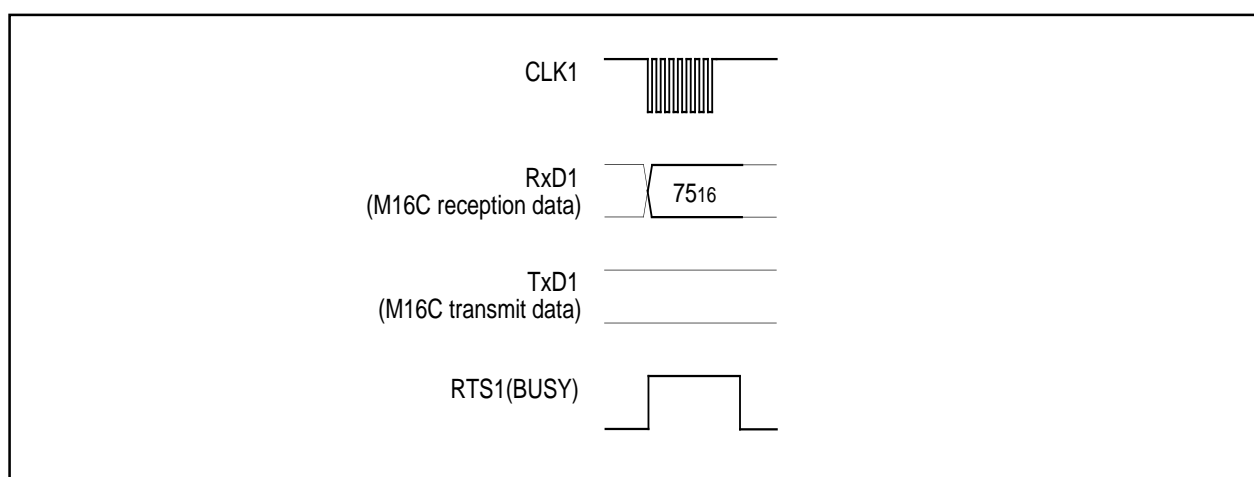 CLK1
RxD1
(M16C reception data)
7516
TxD1
(M16C transmit data)
RTS1(BUSY)